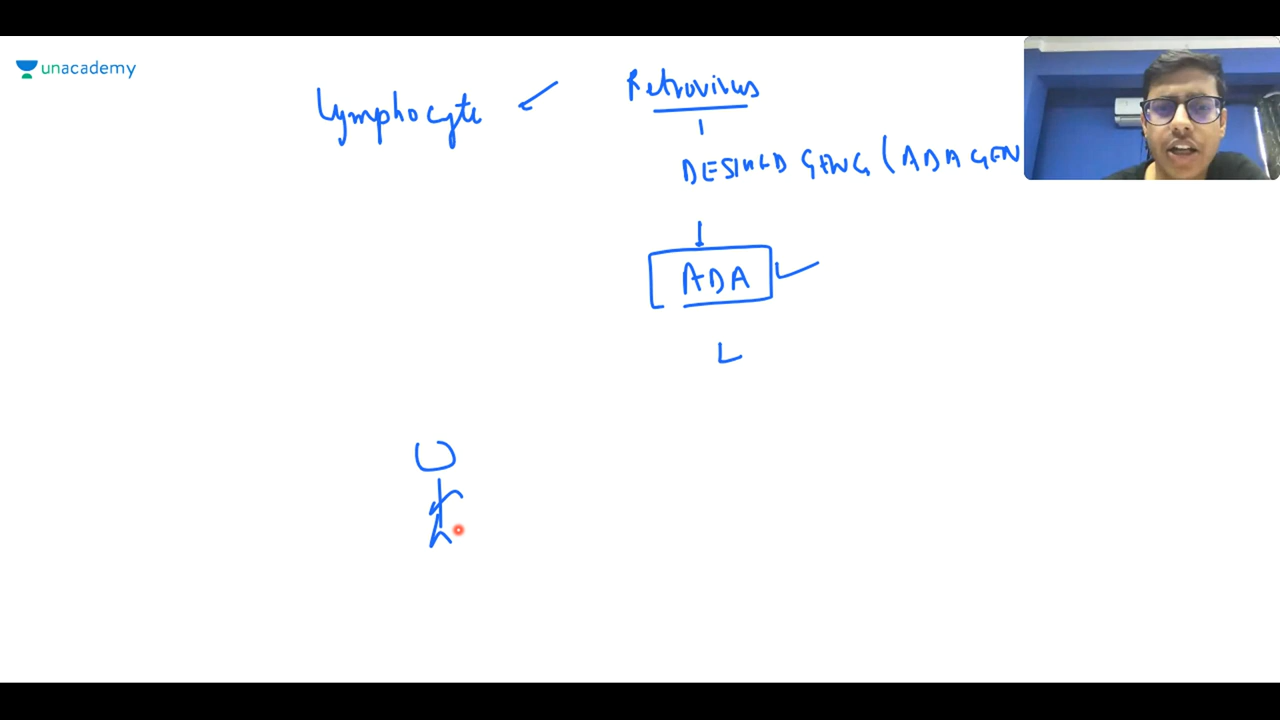 unacademy
Lymphocyte
Retrovirus
DESIRED GENE (ADA GEN
ADA